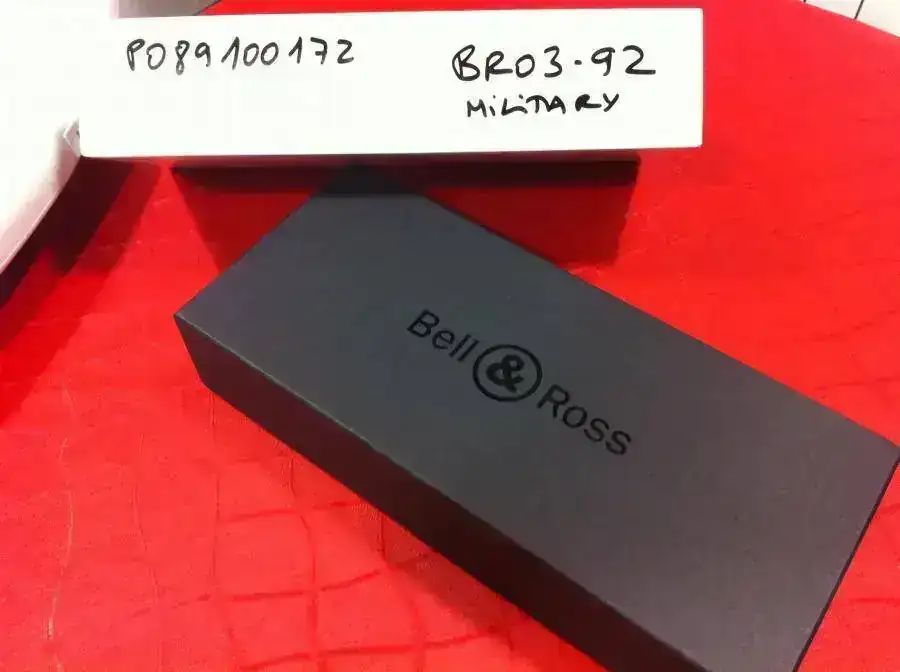 P089100172
BR03-92
MILITARY
Bell & Ross